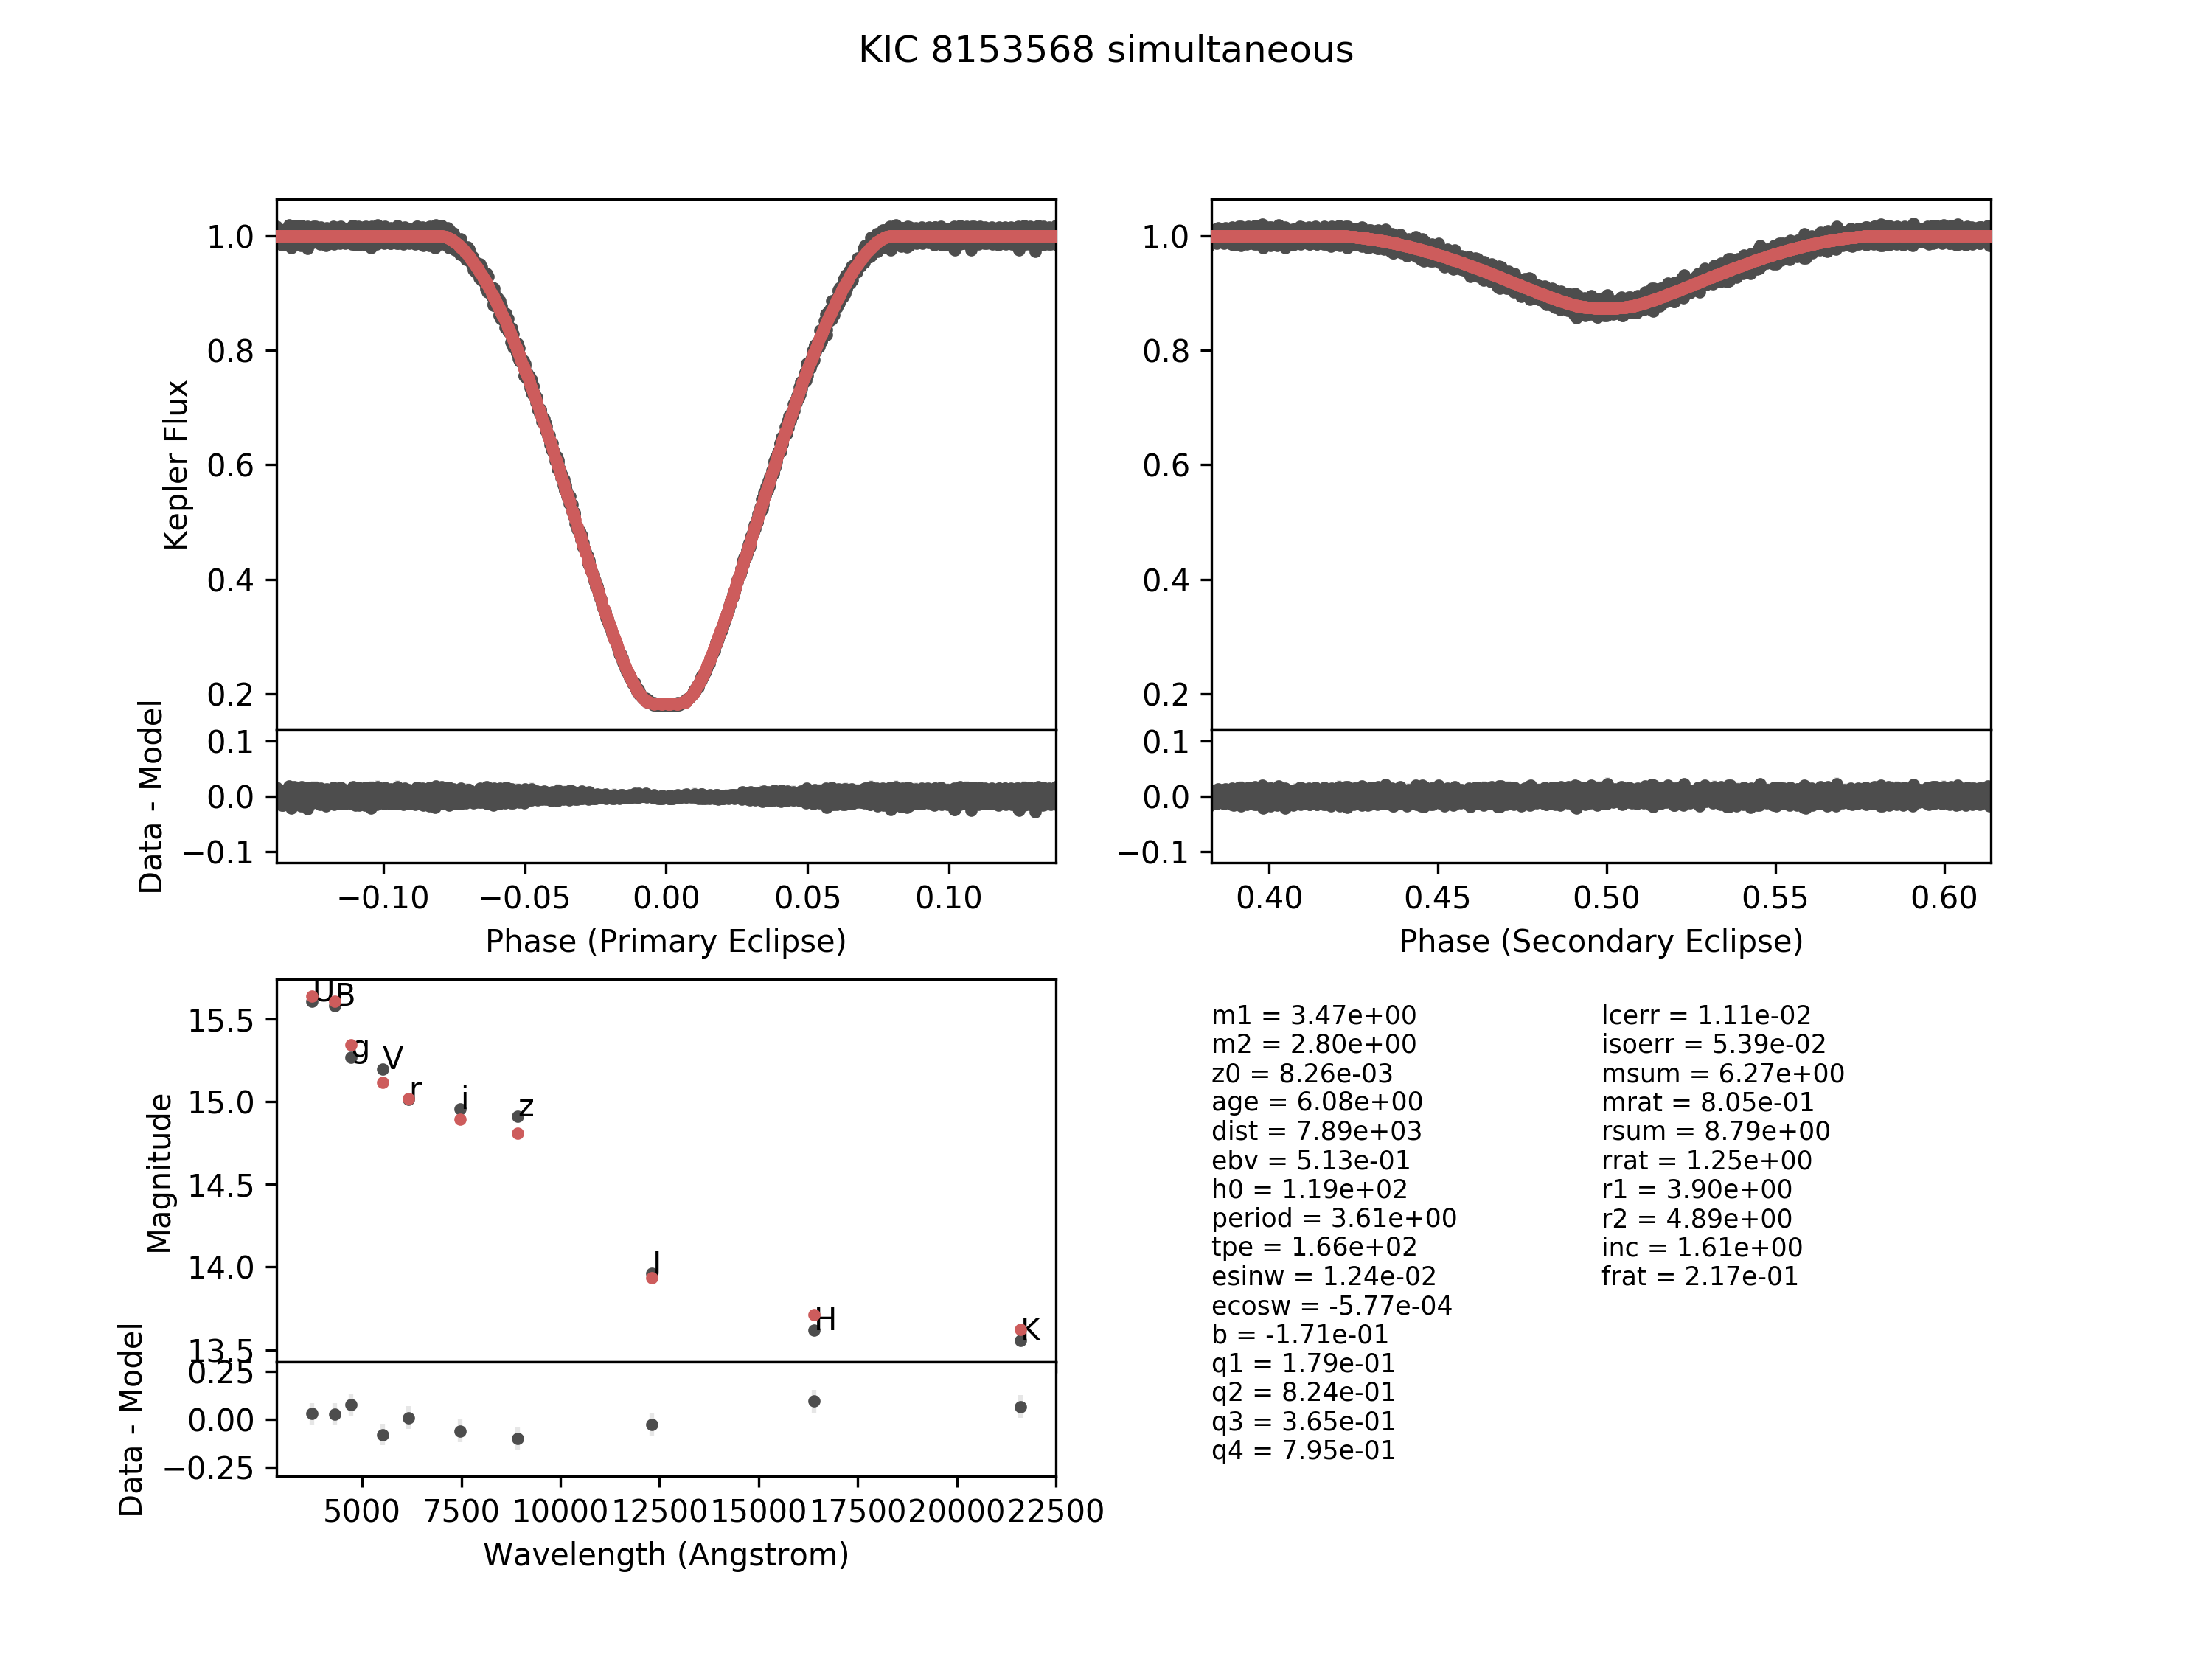 KIC 8153568 simultaneous
Kepler Flux
1.0
0.8
0.6
0.4
0.2
1.0
0.8
0.6
0.4
0.2
Data - Model
0.1
0.0
−0.1
0.1
0.0
−0.1
−0.10 −0.05 0.00 0.05 0.10
Phase (Primary Eclipse)
0.40 0.45 0.50 0.55 0.60
Phase (Secondary Eclipse)
Magnitude
15.5
15.0
14.5
14.0
13.5
U B g V r i z J H K
Data - Model
0.25
0.00
−0.25
5000 7500 10000 12500 15000 17500 20000 22500
Wavelength (Angstrom)
m1 = 3.47e+00
m2 = 2.80e+00
z0 = 8.26e-03
age = 6.08e+00
dist = 7.89e+03
ebv = 5.13e-01
h0 = 1.19e+02
period = 3.61e+00
tpe = 1.66e+02
esinw = 1.24e-02
ecosw = -5.77e-04
b = -1.71e-01
q1 = 1.79e-01
q2 = 8.24e-01
q3 = 3.65e-01
q4 = 7.95e-01
lcerr = 1.11e-02
isoerr = 5.39e-02
msum = 6.27e+00
mrat = 8.05e-01
rsum = 8.79e+00
rrat = 1.25e+00
r1 = 3.90e+00
r2 = 4.89e+00
inc = 1.61e+00
frat = 2.17e-01